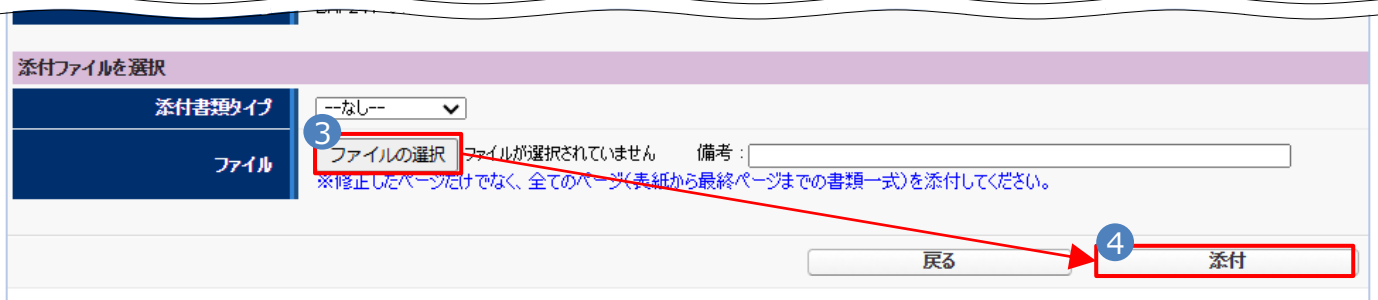 添付ファイルを選択
添付書類タイプ --なし--
③
ファイル ファイルの選択 ファイルが選択されていません 備考：
※修正したページだけでなく、全てのページ（表紙から最終ページまでの書類一式）を添付してください。
④
戻る 添付